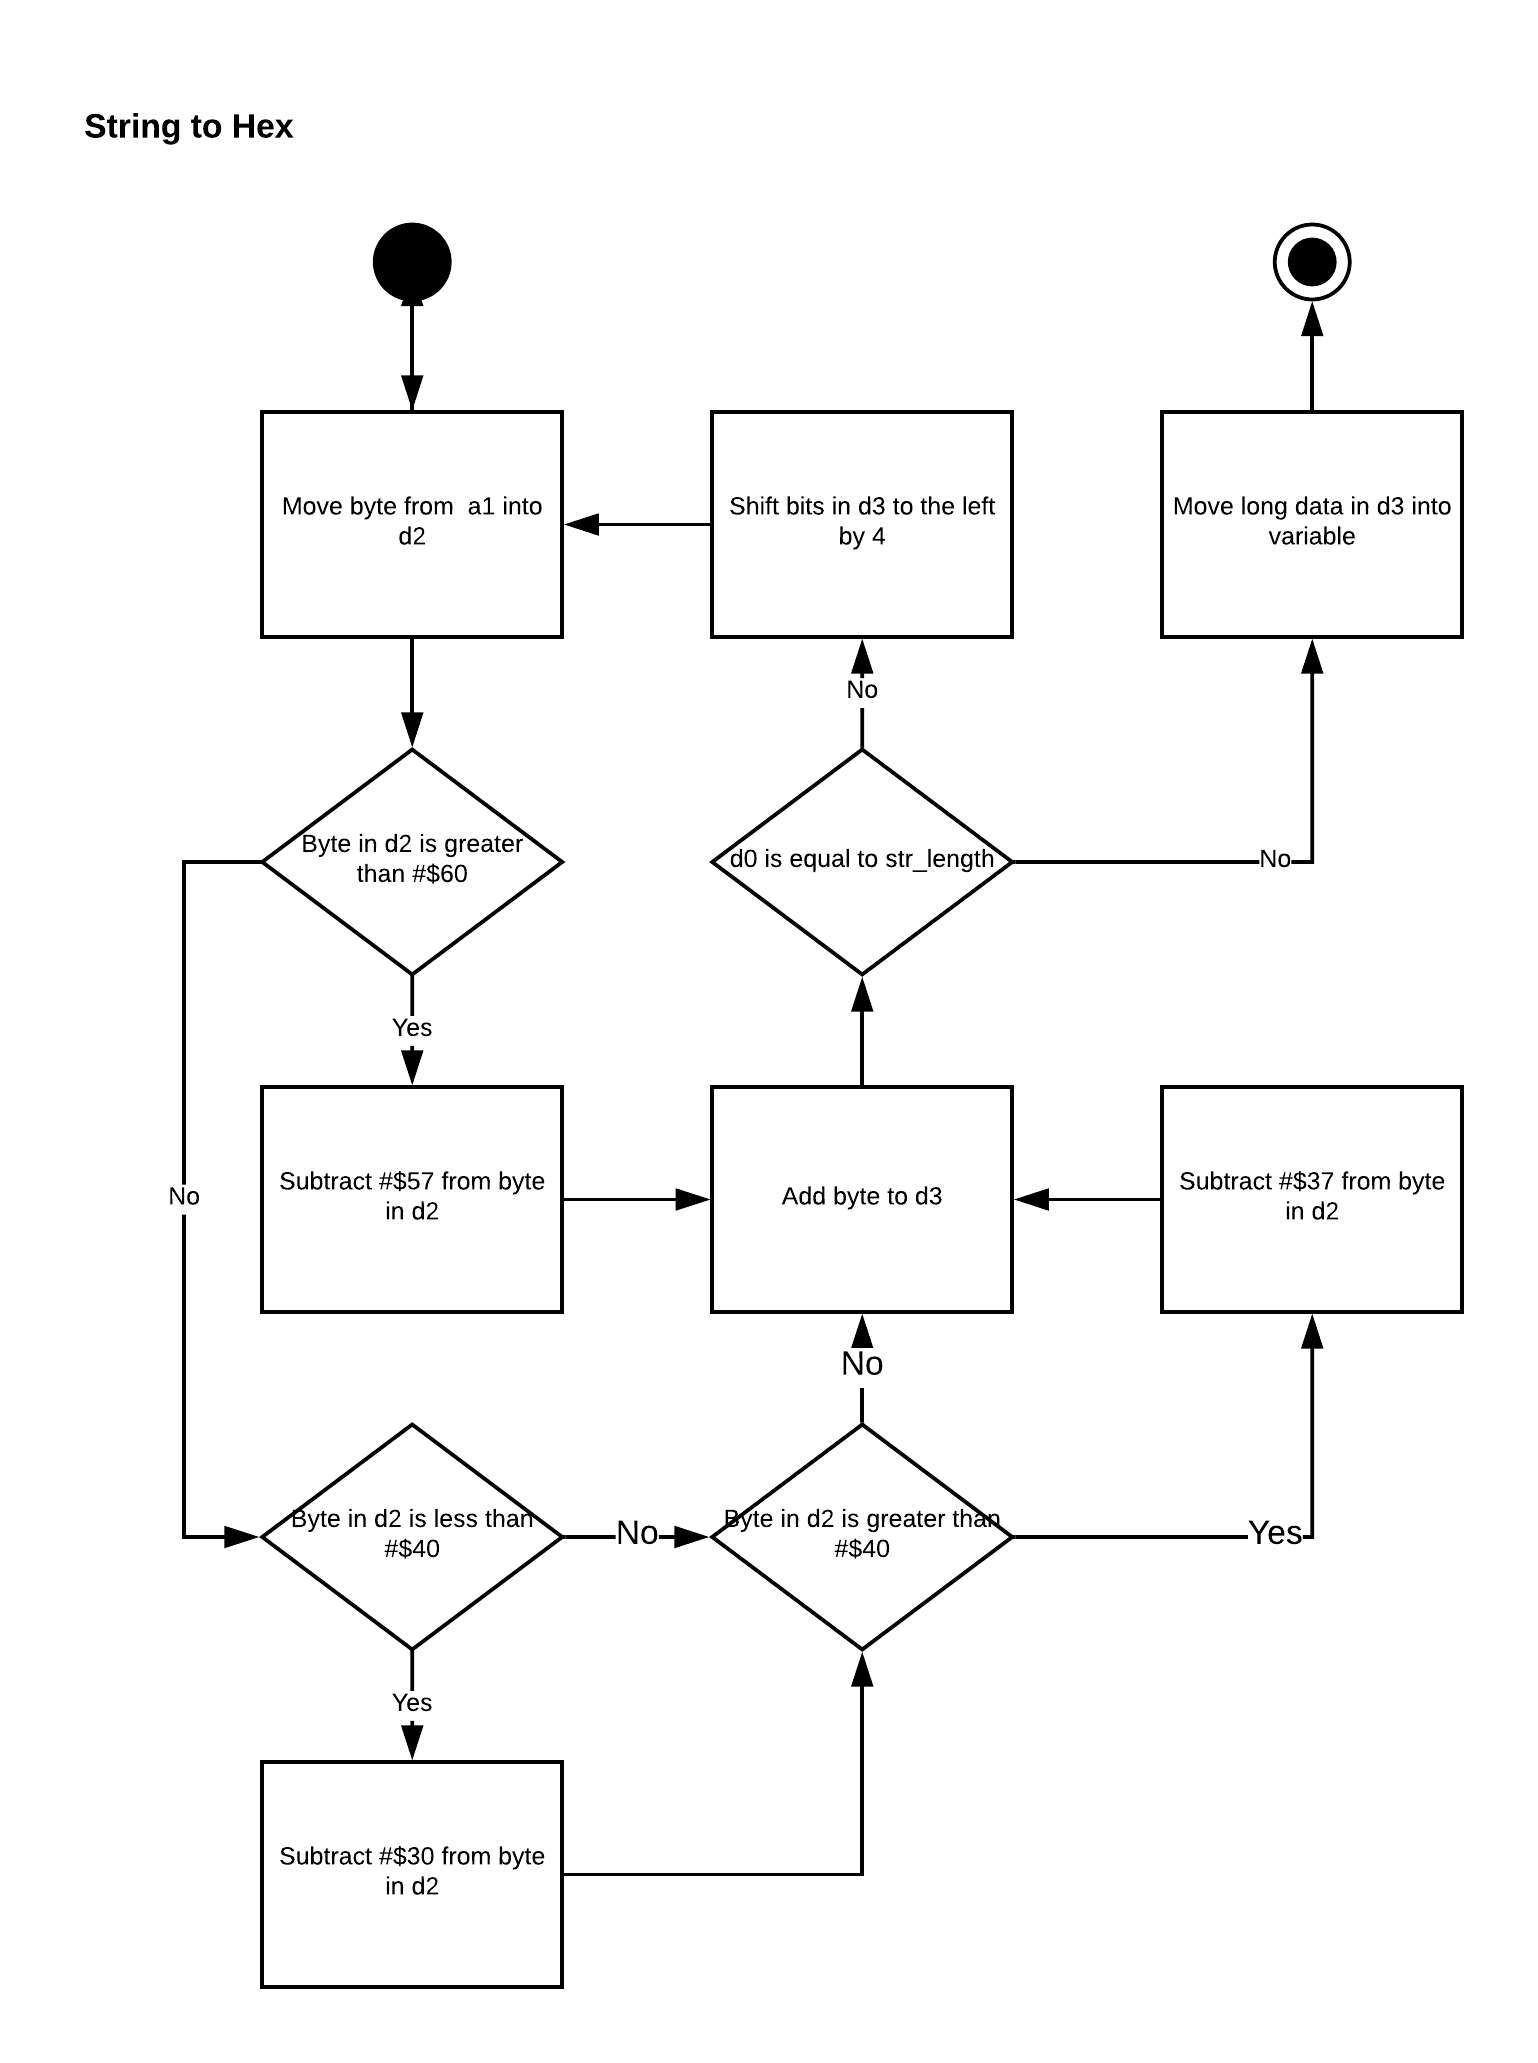 String to Hex
Move byte from  a1 into
d2
Shift bits in d3 to the left
by 4
Move long data in d3 into
variable
No
Byte in d2 is greater
than #$60
d0 is equal to str_length
No
Yes
No
Subtract #$57 from byte
in d2
Add byte to d3
Subtract #$37 from byte
in d2
No
Byte in d2 is less than
#$40
No
Byte in d2 is greater than
#$40
Yes
Yes
Subtract #$30 from byte
in d2